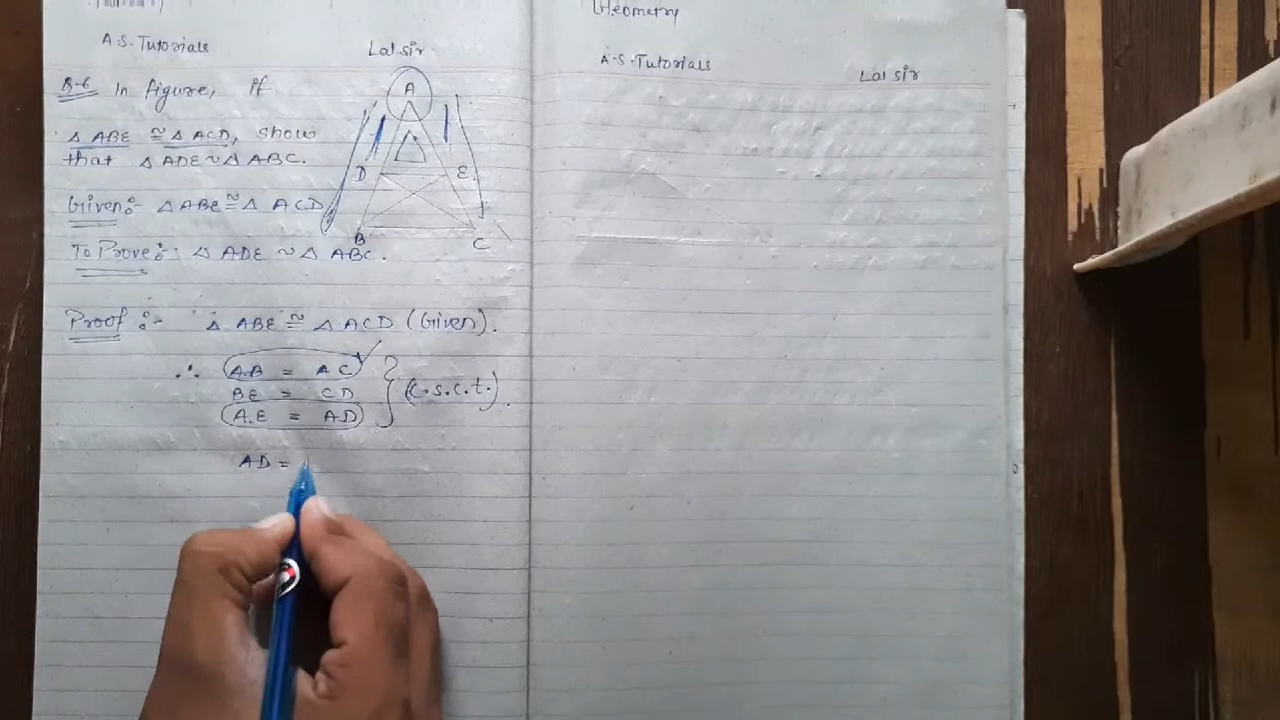 A.S. Tutorials Lal sir
Q-6 In figure, if
△ ABE ≅ △ ACD, show
that △ ADE ~ △ ABC.
Given:- △ ABE ≅ △ ACD
To Prove:- △ ADE ~ △ ABC.
A
D E
B C
Proof :- △ ABE ≅ △ ACD (Given).
∴ AB = AC
BE = CD
A.E = AD
(C.s.c.t.).
AD =
Geometry
A.S.Tutorials Lal sir